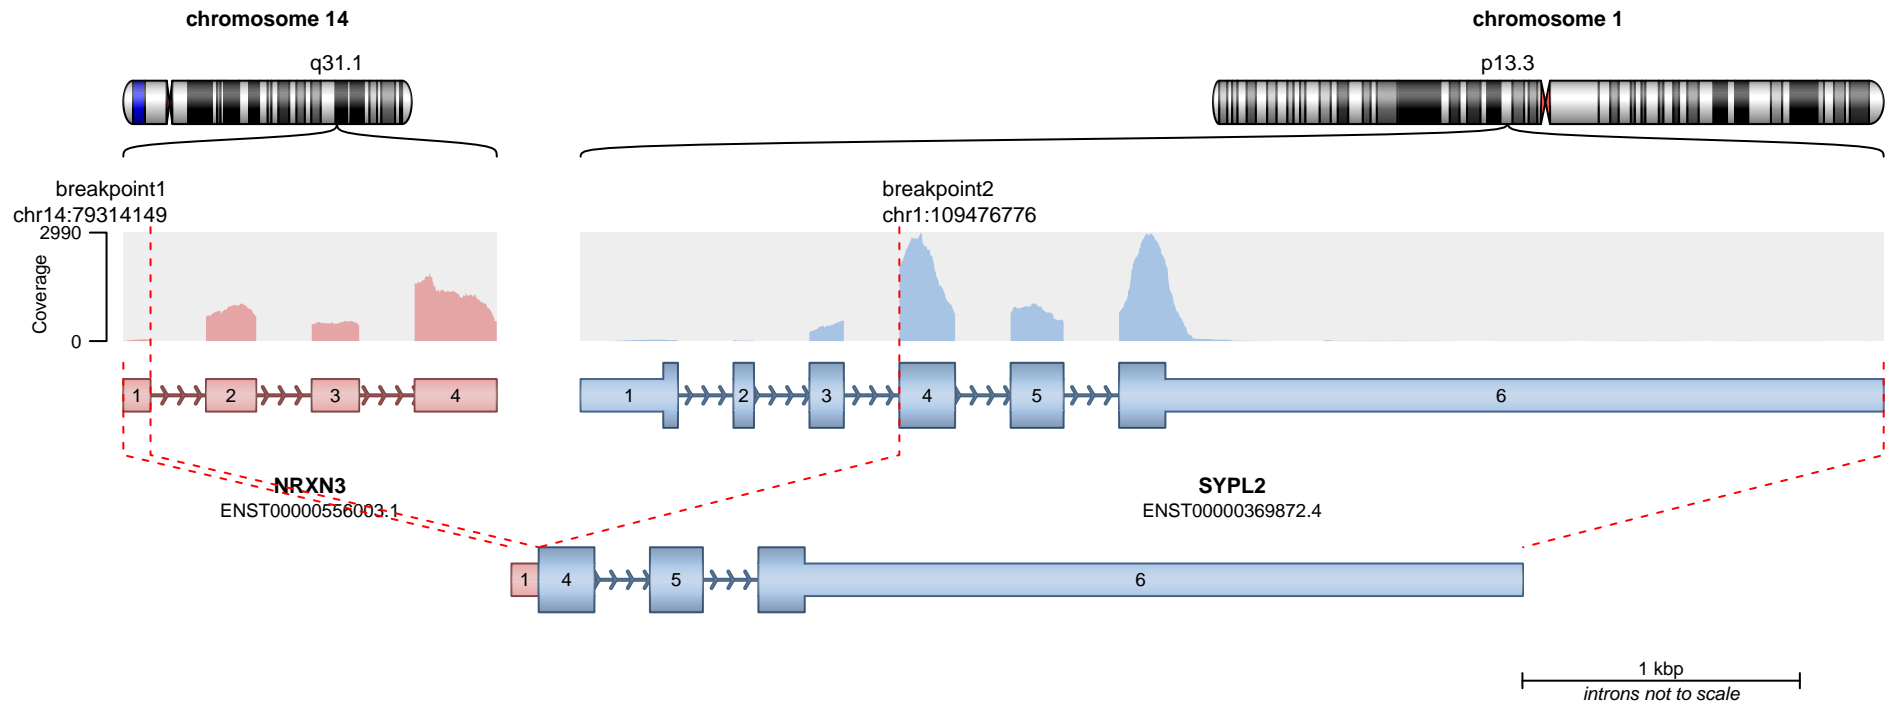 chromosome 14
chromosome 1
q31.1
p13.3
breakpoint1
chr14:79314149
breakpoint2
chr1:109476776
2990
Coverage
0
1 2 3 4
1 2 3 4 5 6
NRXN3
ENST00000556003.1
SYPL2
ENST00000369872.4
1 4 5 6
1 kbp
introns not to scale